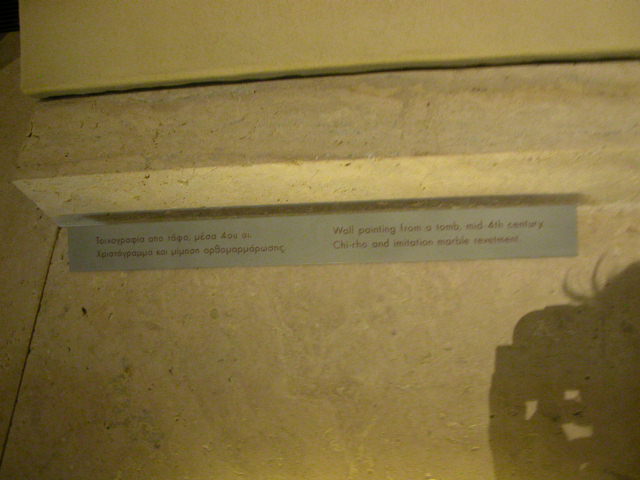 Τοιχογραφία από τάφο, μέσα 4ου αι.
Χριστόγραμμα και μίμηση ορθομαρμάρωσης.
Wall painting from a tomb, mid 4th century.
Chi-rho and imitation marble revetment.